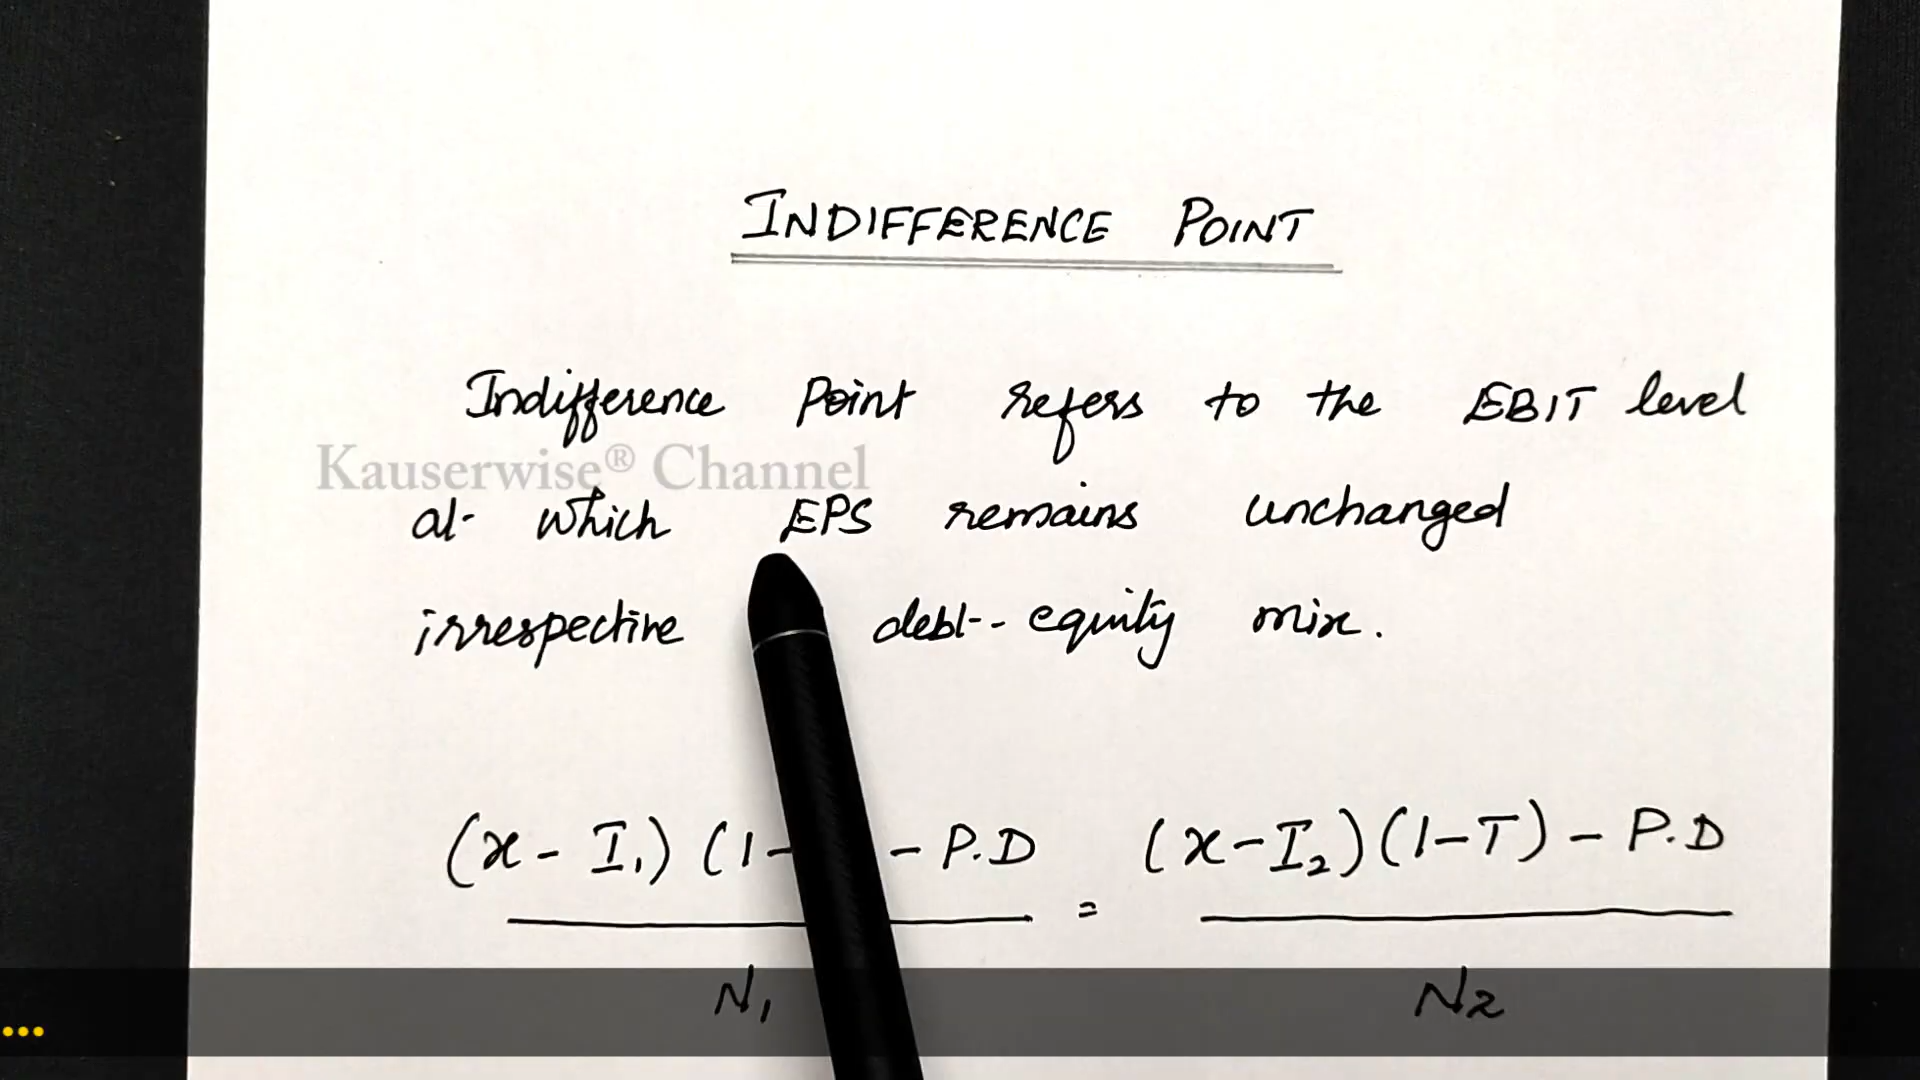 INDIFFERENCE POINT
Indifference Point refers to the EBIT level
Kauserwise® Channel
at which EPS remains unchanged
irrespective debt-equity mix.
(x - I₁) (1- - P.D = (x-I₂)(1-T) - P.D
N₁ N₂